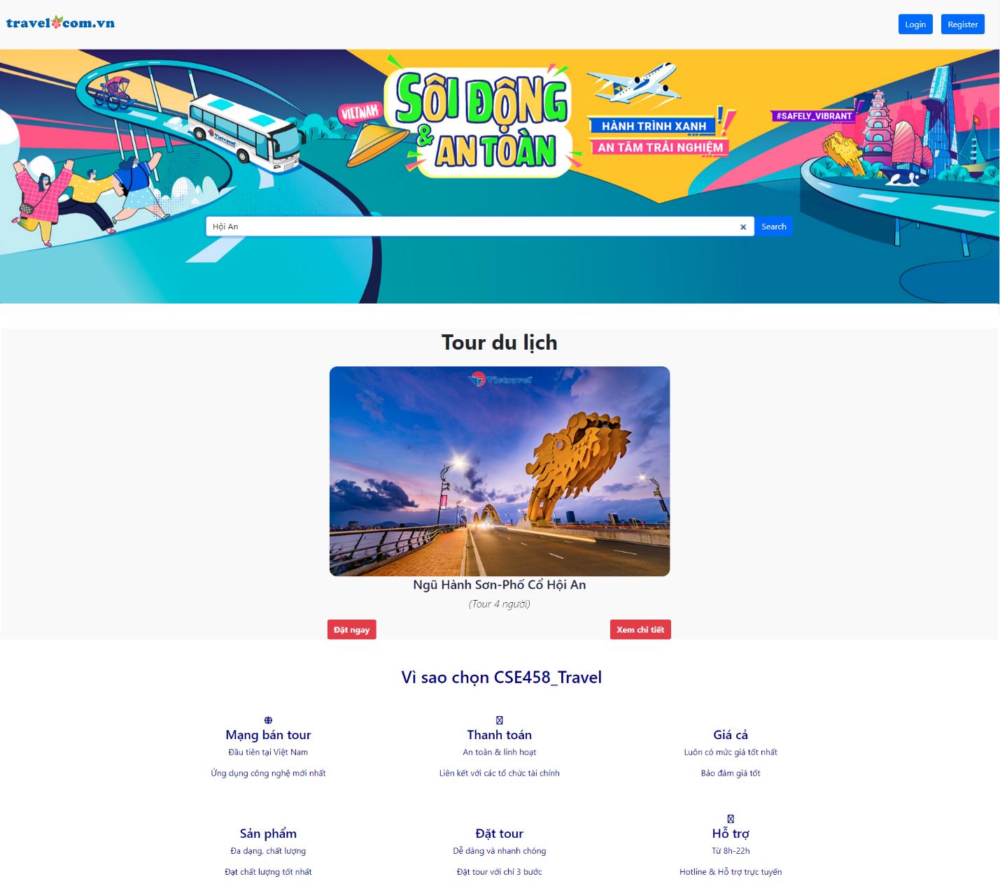 travel com.vn
Login
Register
VIETNAM
SÔI ĐỘNG
& AN TOÀN
HÀNH TRÌNH XANH
AN TÂM TRẢI NGHIỆM
#SAFELY_VIBRANT
Vietravel
Hội An
Search
Tour du lịch
Vietravel
Ngũ Hành Sơn-Phố Cổ Hội An
(Tour 4 người)
Đặt ngay
Xem chi tiết
Vì sao chọn CSE458_Travel
Mạng bán tour
Đầu tiên tại Việt Nam
Ứng dụng công nghệ mới nhất
Thanh toán
An toàn & linh hoạt
Liên kết với các tổ chức tài chính
Giá cả
Luôn có mức giá tốt nhất
Bảo đảm giá tốt
Sản phẩm
Đa dạng, chất lượng
Đạt chất lượng tốt nhất
Đặt tour
Dễ dàng và nhanh chóng
Đặt tour với chỉ 3 bước
Hỗ trợ
Từ 8h-22h
Hotline & Hỗ trợ trực tuyến